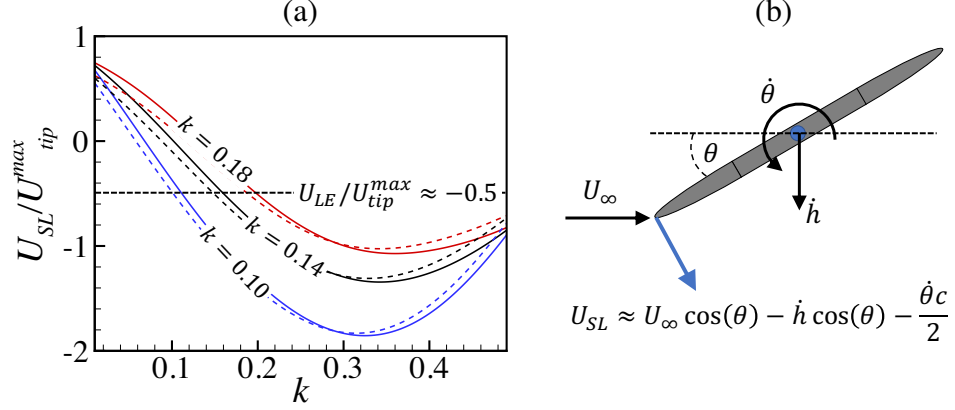 (a)
(b)
1
0
-1
-2
U_SL/U_tip^max
k = 0.18
k = 0.14
k = 0.10
U_LE/U_tip^max ≈ −0.5
0.1 0.2 0.3 0.4
k
θ̇
θ
U_∞
ḣ
U_SL ≈ U_∞ cos(θ) − ḣ cos(θ) − θ̇c/2